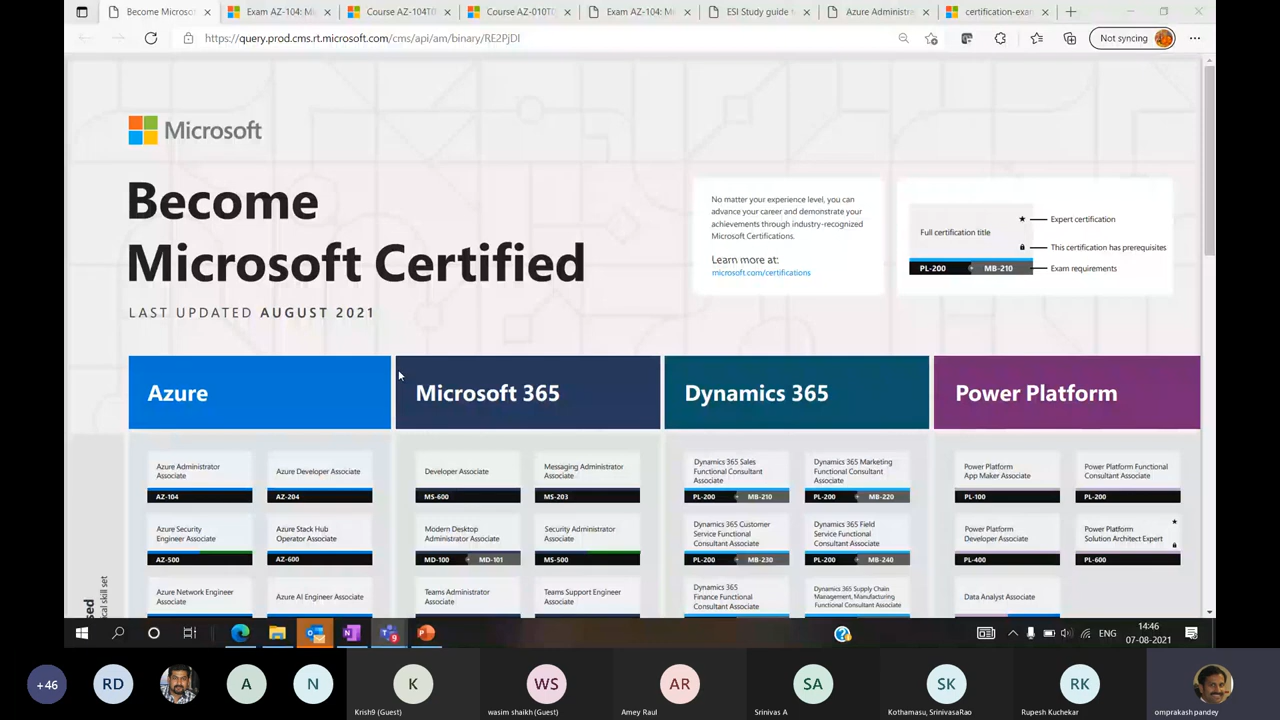 Become Microso
Exam AZ-104: Mi
Course AZ-104T0
Course AZ-010T0
Exam AZ-104: Mi
ESI Study guide
Azure Administra
certification-exa
https://query.prod.cms.rt.microsoft.com/cms/api/am/binary/RE2PjDI
Not syncing
Microsoft
Become
Microsoft Certified
LAST UPDATED AUGUST 2021
No matter your experience level, you can
advance your career and demonstrate your
achievements through industry-recognized
Microsoft Certifications.
Learn more at:
microsoft.com/certifications
Full certification title
PL-200 MB-210
Expert certification
This certification has prerequisites
Exam requirements
Azure
Microsoft 365
Dynamics 365
Power Platform
Azure Administrator
Associate
AZ-104
Azure Developer Associate
AZ-204
Azure Security
Engineer Associate
AZ-500
Azure Stack Hub
Operator Associate
AZ-600
Azure Network Engineer
Associate
Azure AI Engineer Associate
Developer Associate
MS-600
Messaging Administrator
Associate
MS-203
Modern Desktop
Administrator Associate
MD-100 MD-101
Security Administrator
Associate
MS-500
Teams Administrator
Associate
Teams Support Engineer
Associate
Dynamics 365 Sales
Functional Consultant
Associate
PL-200 MB-210
Dynamics 365 Marketing
Functional Consultant
Associate
PL-200 MB-220
Dynamics 365 Customer
Service Functional
Consultant Associate
PL-200 MB-230
Dynamics 365 Field
Service Functional
Consultant Associate
PL-200 MB-240
Dynamics 365
Finance Functional
Consultant Associate
Dynamics 365 Supply Chain
Management, Manufacturing
Functional Consultant Associate
Power Platform
App Maker Associate
PL-100
Power Platform Functional
Consultant Associate
PL-200
Power Platform
Developer Associate
PL-400
Power Platform
Solution Architect Expert
PL-600
Data Analyst Associate
sed
cal skill set
ENG
14:46
07-08-2021
+46
RD
A
N
K
Krish9 (Guest)
WS
wasim shaikh (Guest)
AR
Amey Raul
SA
Srinivas A
SK
Kothamasu, SrinivasaRao
RK
Rupesh Kuchekar
omprakash pandey